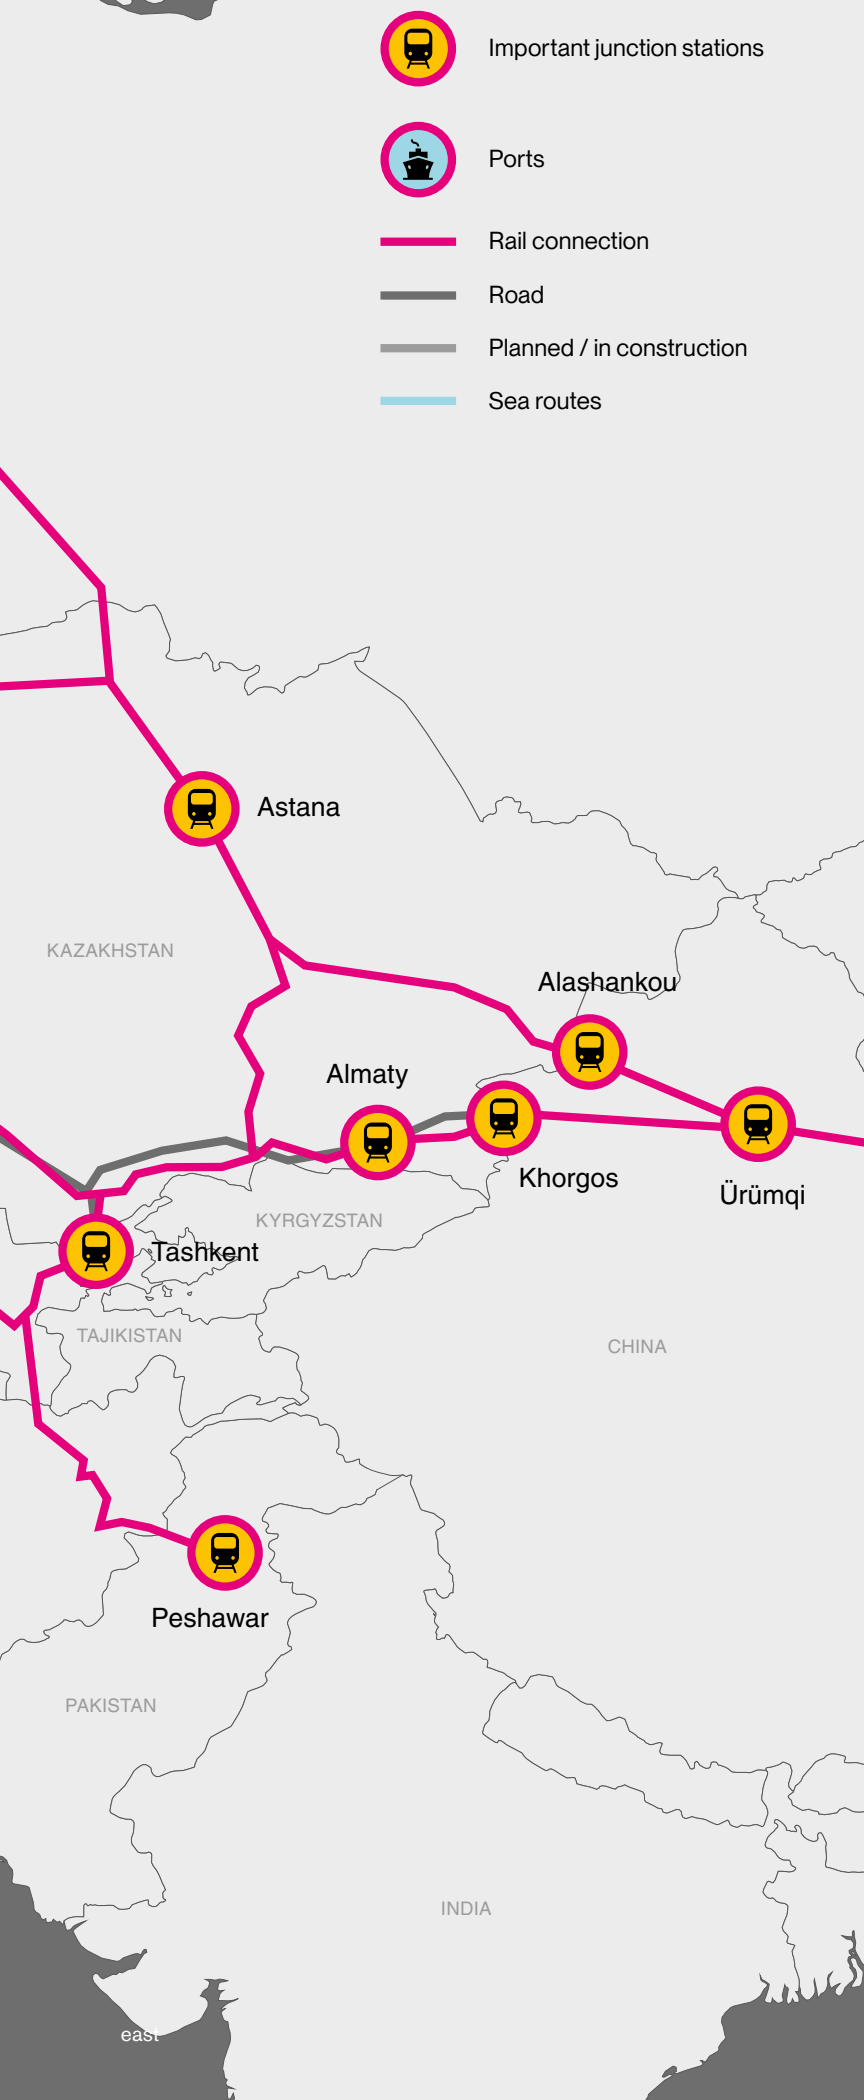 Important junction stations
Ports
Rail connection
Road
Planned / in construction
Sea routes
Astana
KAZAKHSTAN
Alashankou
Almaty
Khorgos
Ürümqi
KYRGYZSTAN
Tashkent
TAJIKISTAN
CHINA
Peshawar
PAKISTAN
INDIA
east